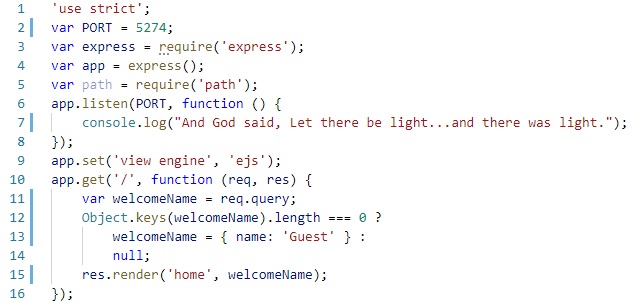 1 'use strict';
2 var PORT = 5274;
3 var express = require('express');
4 var app = express();
5 var path = require('path');
6 app.listen(PORT, function () {
7     console.log("And God said, Let there be light...and there was light.");
8 });
9 app.set('view engine', 'ejs');
10 app.get('/', function (req, res) {
11     var welcomeName = req.query;
12     Object.keys(welcomeName).length === 0 ?
13         welcomeName = { name: 'Guest' } :
14         null;
15     res.render('home', welcomeName);
16 });